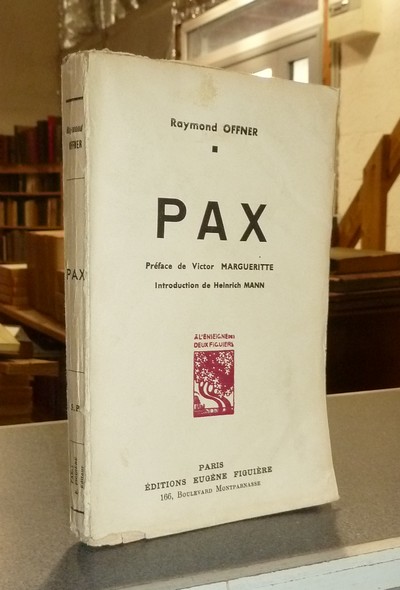 Raymond OFFNER
PAX
Préface de Victor MARGUERITTE
Introduction de Heinrich MANN
A L'ENSEIGNE DES
DEUX FIGUIERS
PARIS
ÉDITIONS EUGÈNE FIGUIÈRE
166, Boulevard Montparnasse
Raymond
OFFNER
PAX